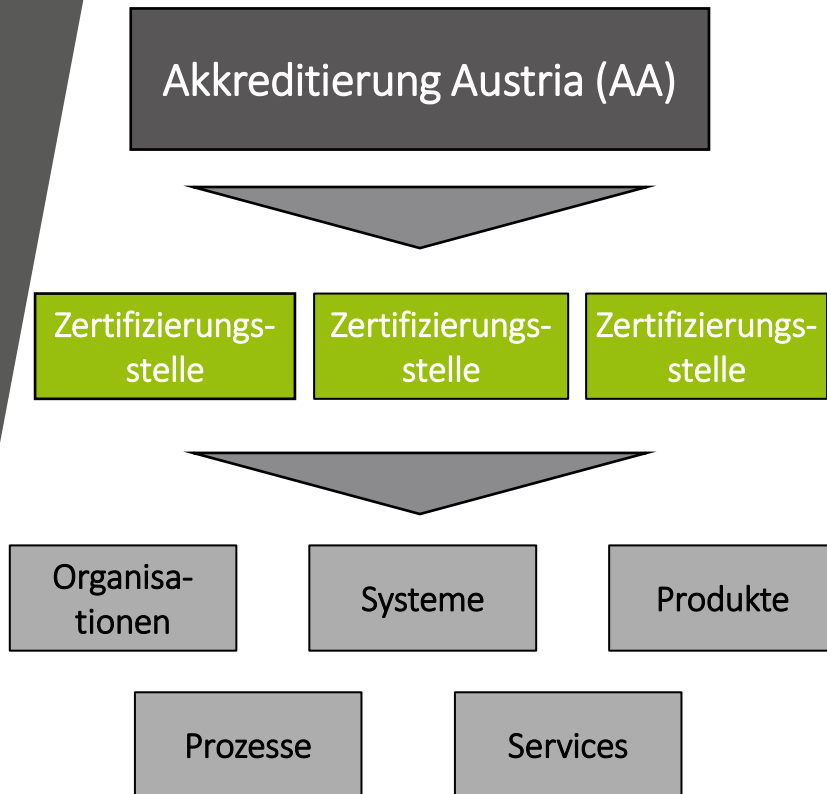 Akkreditierung Austria (AA)
Zertifizierungs-
stelle
Zertifizierungs-
stelle
Zertifizierungs-
stelle
Organisa-
tionen
Systeme
Produkte
Prozesse
Services